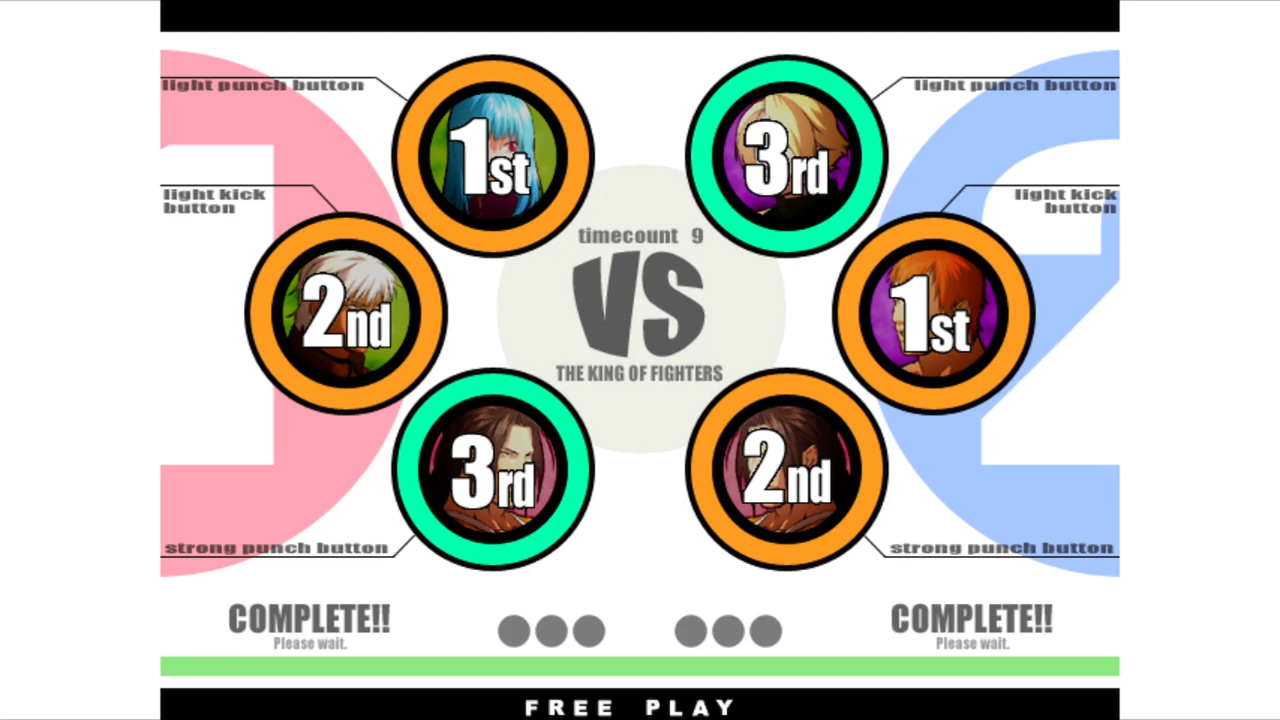 light punch button
light punch button
1st
3rd
light kick
button
light kick
button
timecount 9
VS
THE KING OF FIGHTERS
2nd
1st
3rd
2nd
strong punch button
strong punch button
COMPLETE!!
Please wait.
COMPLETE!!
Please wait.
FREE PLAY